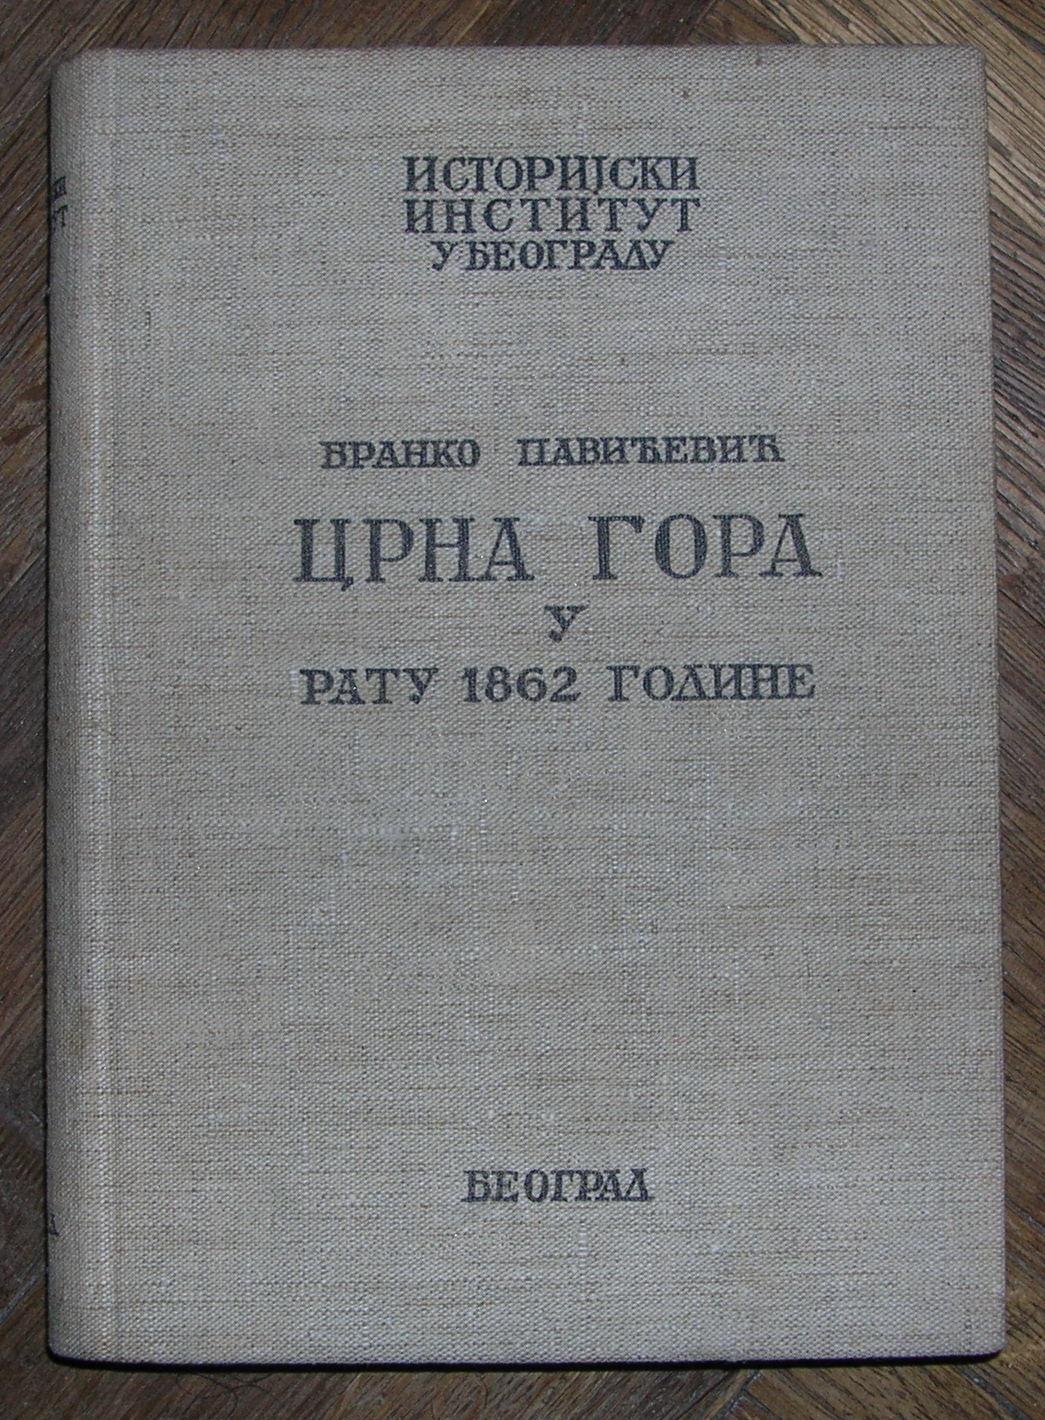 ИСТОРИЈСКИ
ИНСТИТУТ
У БЕОГРАДУ
БРАНКО ПАВИЋЕВИЋ
ЦРНА ГОРА
У
РАТУ 1862 ГОДИНЕ
БЕОГРАД